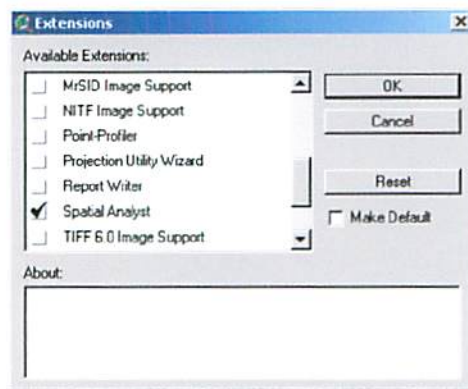 Extensions
Available Extensions:
MrSID Image Support
NITF Image Support
Point-Profiler
Projection Utility Wizard
Report Writer
Spatial Analyst
TIFF 6.0 Image Support
OK
Cancel
Reset
Make Default
About: